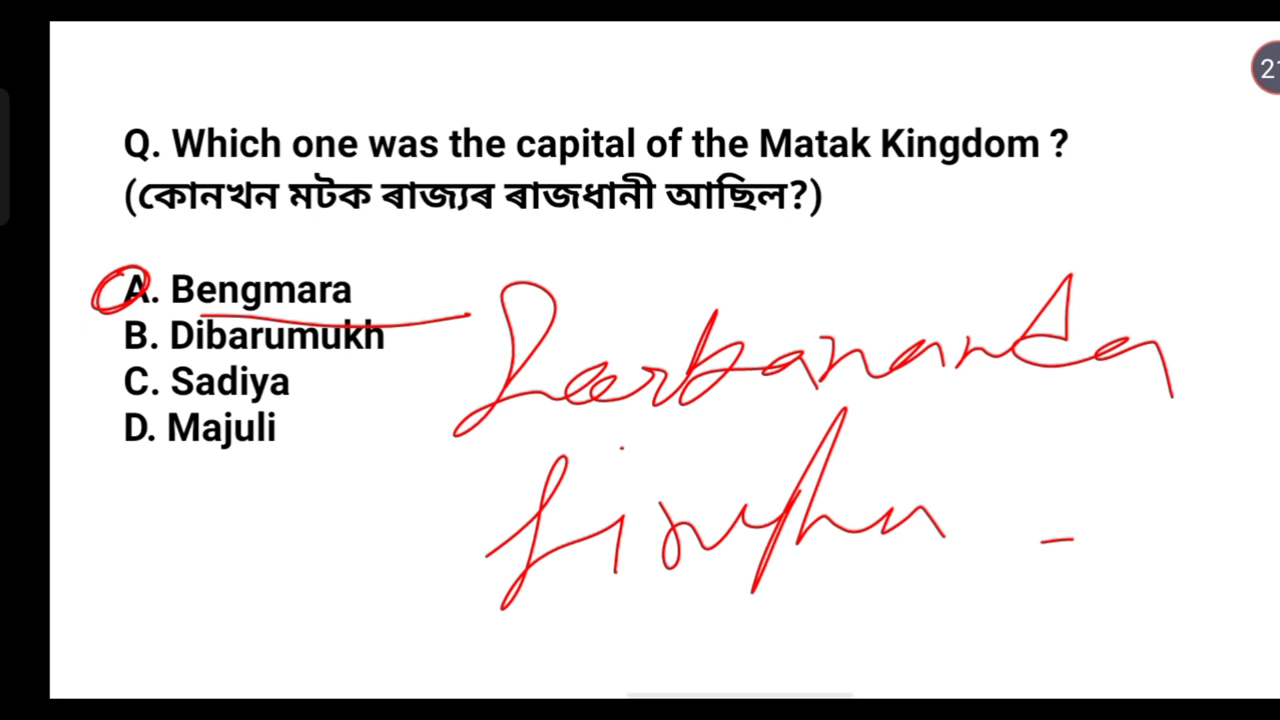 21
Q. Which one was the capital of the Matak Kingdom ?
(কোনখন মটক ৰাজ্যৰ ৰাজধানী আছিল?)
A. Bengmara
B. Dibarumukh
C. Sadiya
D. Majuli
Sarbananda
Singha -